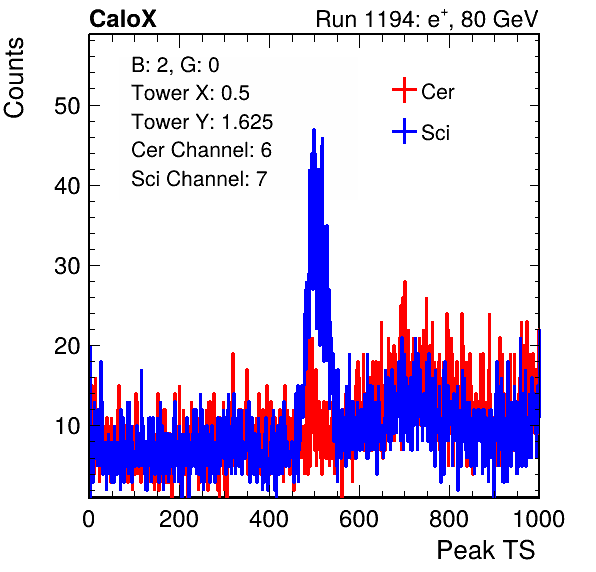 CaloX
Run 1194: e+, 80 GeV
Counts
B: 2, G: 0
Tower X: 0.5
Tower Y: 1.625
Cer Channel: 6
Sci Channel: 7
Cer
Sci
50
40
30
20
10
0 200 400 600 800 1000
Peak TS